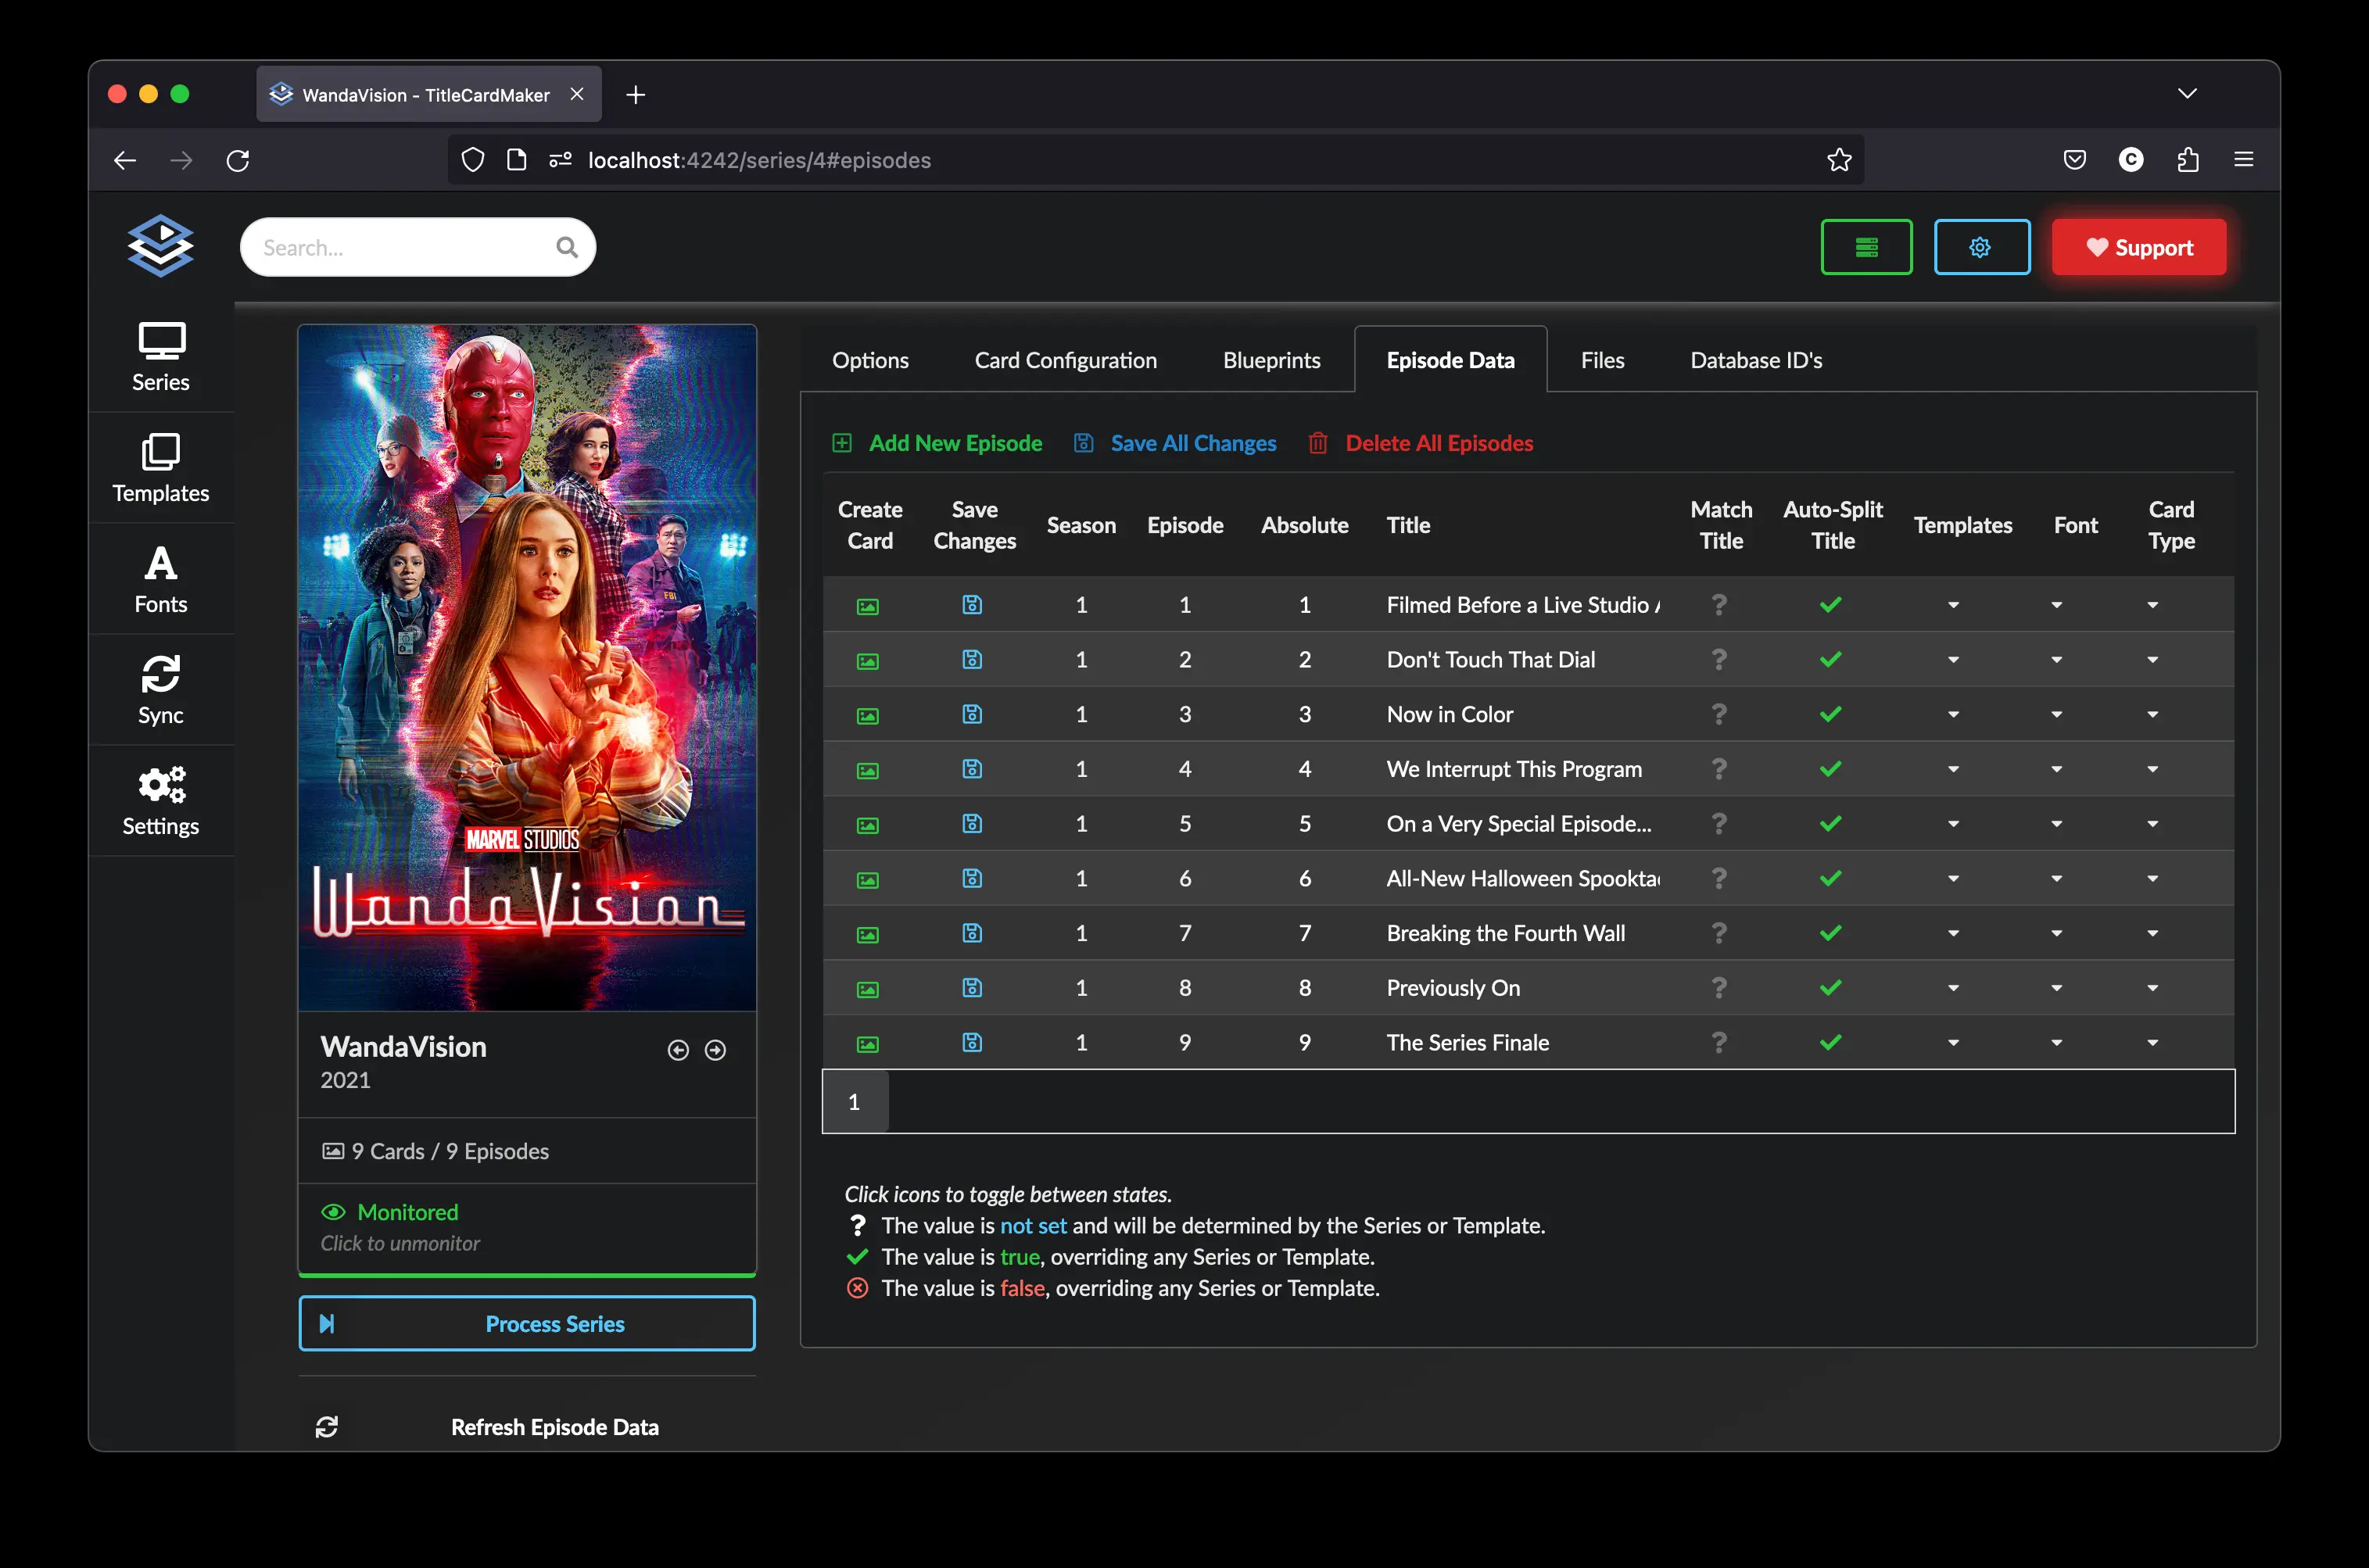 WandaVision - TitleCardMaker
localhost:4242/series/4#episodes
C
Search...
Support
Series
Templates
A
Fonts
Sync
Settings
FBI
MARVEL STUDIOS
WandaVision
WandaVision
2021
9 Cards / 9 Episodes
Monitored
Click to unmonitor
Process Series
Refresh Episode Data
Options Card Configuration Blueprints Episode Data Files Database ID's
Add New Episode Save All Changes Delete All Episodes
Create Card Save Changes Season Episode Absolute Title Match Title Auto-Split Title Templates Font Card Type
1 1 1 Filmed Before a Live Studio ?
1 2 2 Don't Touch That Dial ?
1 3 3 Now in Color ?
1 4 4 We Interrupt This Program ?
1 5 5 On a Very Special Episode... ?
1 6 6 All-New Halloween Spookta ?
1 7 7 Breaking the Fourth Wall ?
1 8 8 Previously On ?
1 9 9 The Series Finale ?
1
Click icons to toggle between states.
? The value is not set and will be determined by the Series or Template.
The value is true, overriding any Series or Template.
The value is false, overriding any Series or Template.